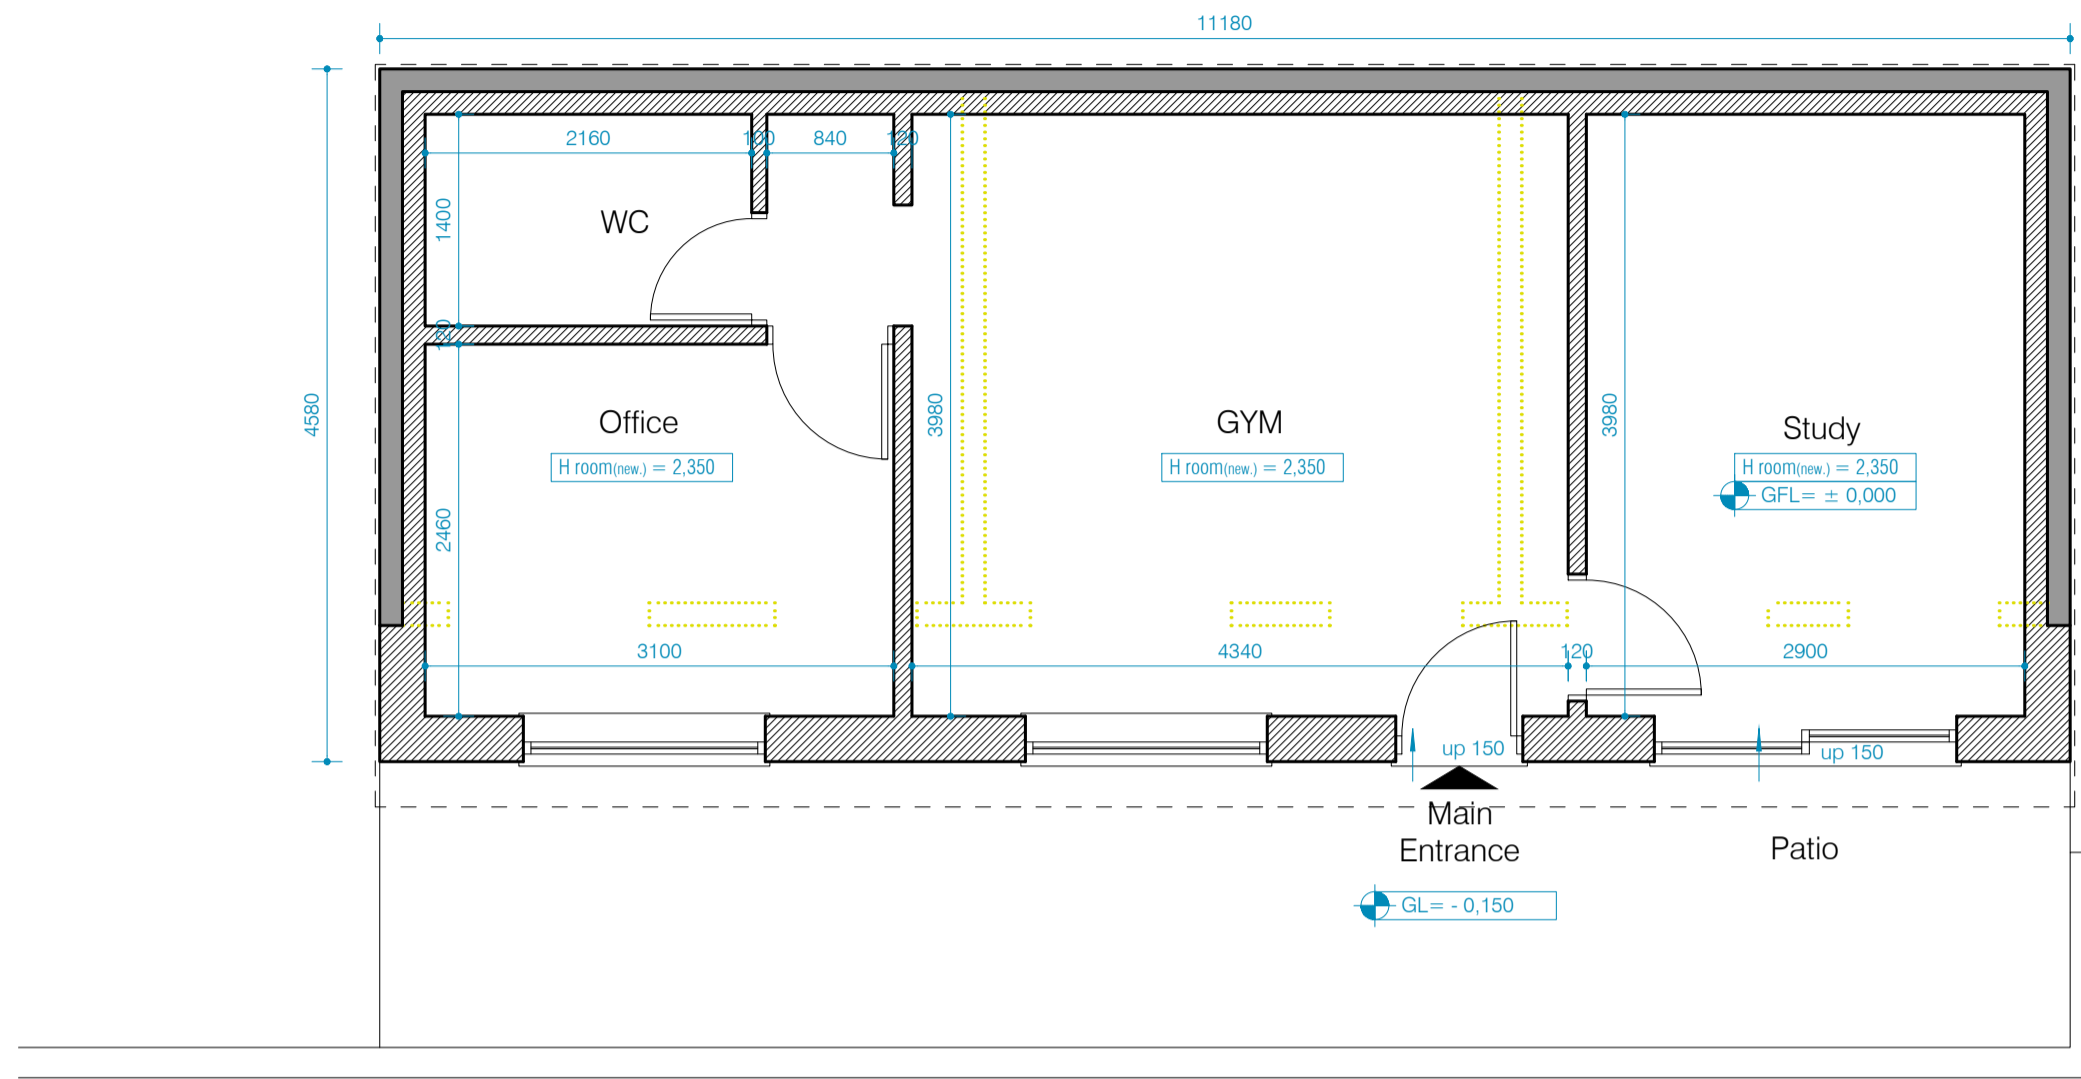 11180
2160
100
840
120
1400
WC
120
4580
3980
3980
Office
GYM
Study
H room(new.) = 2,350
H room(new.) = 2,350
H room(new.) = 2,350
GFL= ± 0,000
2460
3100
4340
120
2900
up 150
up 150
Main
Entrance
Patio
GL= - 0,150